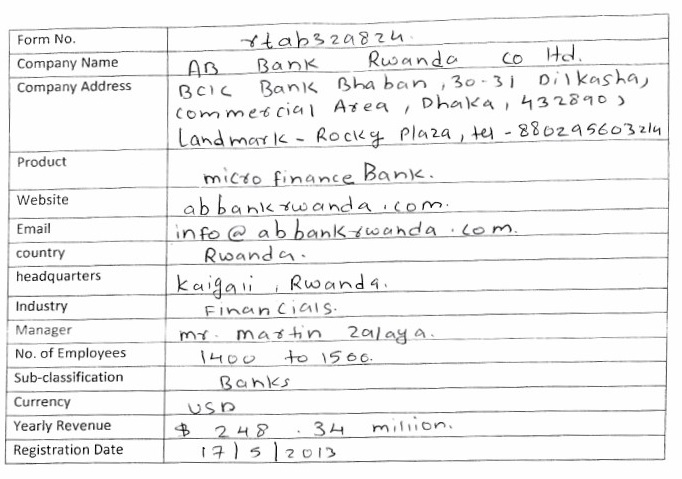 Form No. rtab329824.
Company Name AB Bank Rwanda Co Ltd.
Company Address BCIC Bank Bhaban, 30-31 Dilkasha,
Commercial Area, Dhaka, 432890,
Landmark - Rocky Plaza, tel - 880295603214
Product micro finance Bank.
Website abbankrwanda.com.
Email info@abbankrwanda.com.
country Rwanda.
headquarters Kaigali, Rwanda.
Industry Financials.
Manager mr. martin Zalaya.
No. of Employees 1400 to 1500.
Sub-classification Banks
Currency USD
Yearly Revenue $ 248.34 million.
Registration Date 17/5/2013